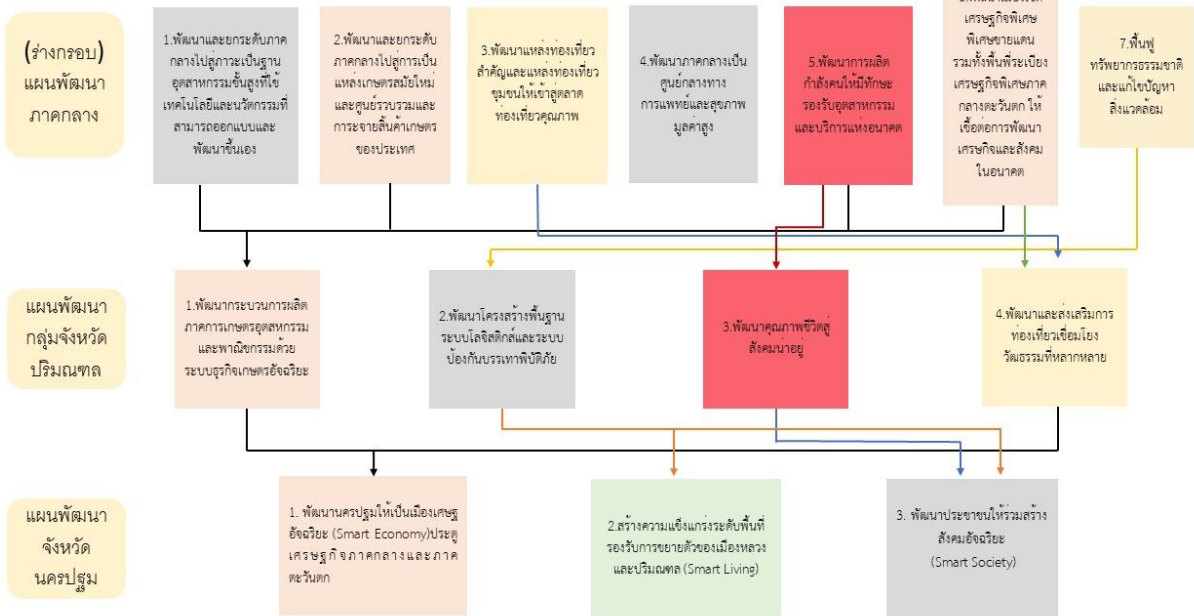 (ร่างกรอบ)
แผนพัฒนา
ภาคกลาง
1.พัฒนาและยกระดับภาค
กลางไปสู่ภาวะเป็นฐาน
อุตสาหกรรมขั้นสูงที่ใช้
เทคโนโลยีและนวัตกรรมที่
สามารถออกแบบและ
พัฒนาขึ้นเอง
2.พัฒนาและยกระดับ
ภาคกลางไปสู่การเป็น
แหล่งเกษตรสมัยใหม่
และศูนย์รวบรวมและ
การะจายสินค้าเกษตร
ของประเทศ
3.พัฒนาแหล่งท่องเที่ยว
สำคัญและแหล่งท่องเที่ยว
ชุมชนให้เข้าสู่ตลาด
ท่องเที่ยวคุณภาพ
4.พัฒนาภาคกลางเป็น
ศูนย์กลางทาง
การแพทย์และสุขภาพ
มูลค่าสูง
5.พัฒนาการผลิต
กำลังคนให้มีทักษะ
รองรับอุตสาหกรรม
และบริการแห่งอนาคต
เศรษฐกิจพิเศษ
พิเศษชายแดน
รวมทั้งพื้นพี่ระเบียง
เศรษฐกิจพิเศษภาค
กลางตะวันตก ให้
เชื้อต่อการพัฒนา
เศรษฐกิจและสังคม
ในอนาคต
7.ฟื้นฟู
ทรัพยากรธรรมชาติ
และแก้ไขปัญหา
สิ่งแวดล้อม
แผนพัฒนา
กลุ่มจังหวัด
ปริมณฑล
1.พัฒนากระบวนการผลิต
ภาคการเกษตรอุตสหกรรม
และพาณิชกรรมด้วย
ระบบธุรกิจเกษตรอัจฉริยะ
2.พัฒนาโครงสร้างพื้นฐาน
ระบบโลจิสติกส์และระบบ
ป้องกันบรรเทาพิบัติภัย
3.พัฒนาคุณภาพชีวิตสู่
สังคมน่าอยู่
4.พัฒนาและส่งเสริมการ
ท่องเที่ยวเชื่อมโยง
วัฒธรรมที่หลากหลาย
แผนพัฒนา
จังหวัด
นครปฐม
1. พัฒนานครปฐมให้เป็นเมืองเศรษฐ
อัจฉริยะ (Smart Economy)ประตู
เศรษฐกิจภาคกลางและภาค
ตะวันตก
2.สร้างความแข็งแกร่งระดับพื้นที่
รองรับการขยายตัวของเมืองหลวง
และปริมณฑล (Smart Living)
3. พัฒนาประชาชนให้ร่วมสร้าง
สังคมอัจฉริยะ
(Smart Society)